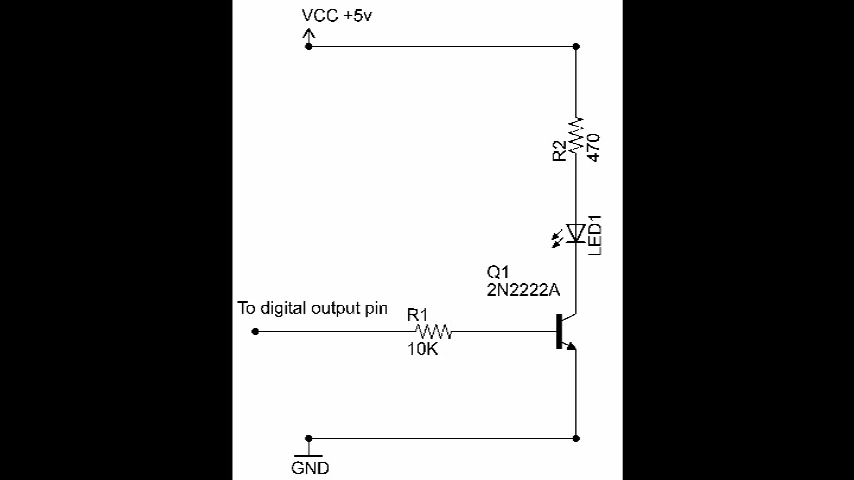 VCC +5v
R2
470
LED1
Q1
2N2222A
To digital output pin
R1
10K
GND